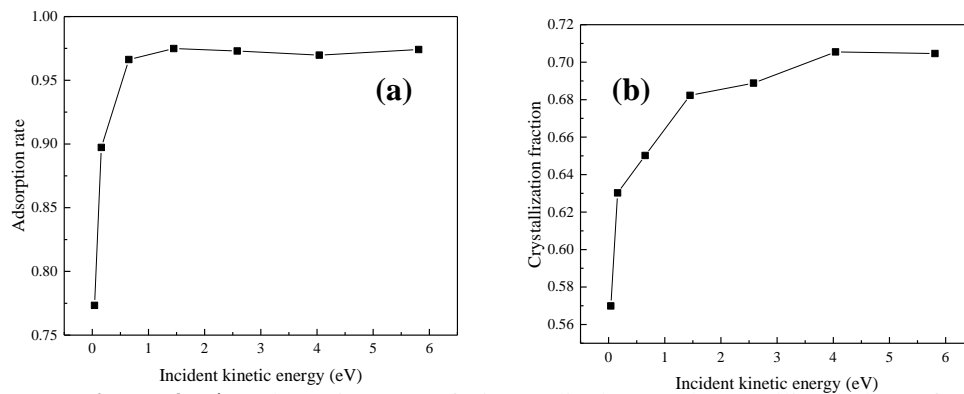 1.00
0.95
0.90
0.85
0.80
0.75
Adsorption rate
(a)
0 1 2 3 4 5 6
Incident kinetic energy (eV)
0.72
0.70
0.68
0.66
0.64
0.62
0.60
0.58
0.56
Crystallization fraction
(b)
0 1 2 3 4 5 6
Incident kinetic energy (eV)